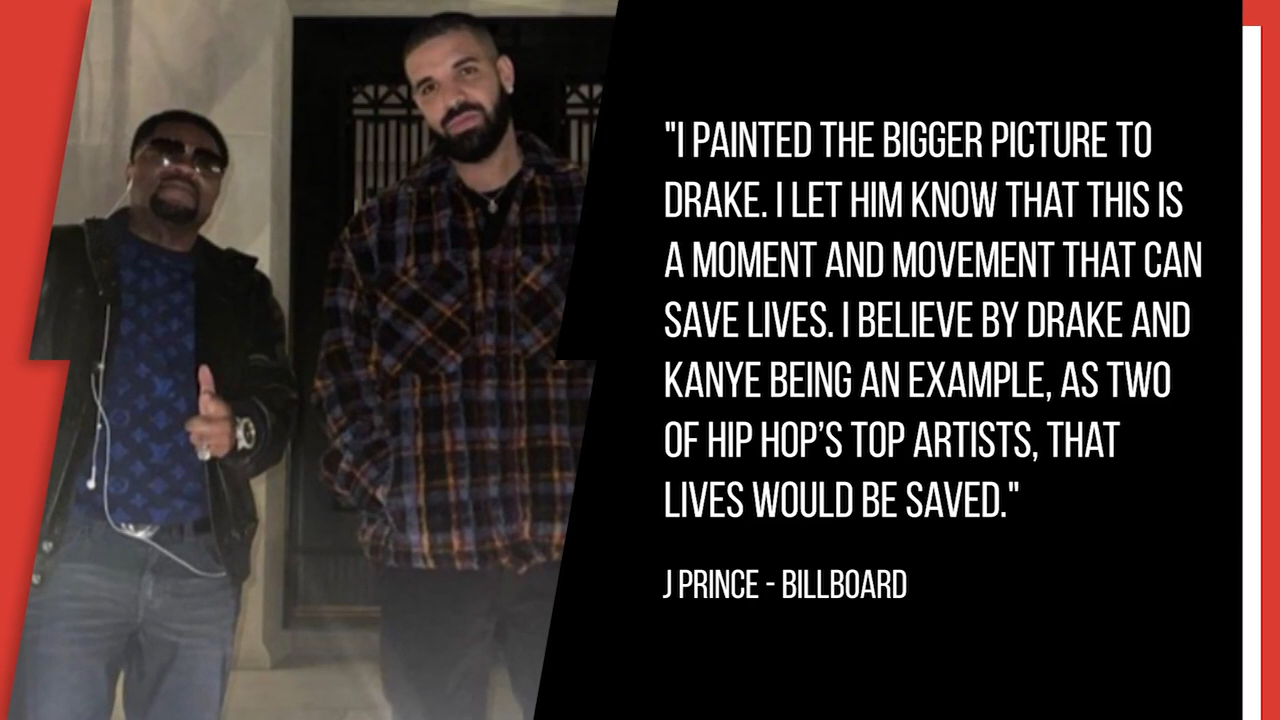 "I PAINTED THE BIGGER PICTURE TO
DRAKE. I LET HIM KNOW THAT THIS IS
A MOMENT AND MOVEMENT THAT CAN
SAVE LIVES. I BELIEVE BY DRAKE AND
KANYE BEING AN EXAMPLE, AS TWO
OF HIP HOP’S TOP ARTISTS, THAT
LIVES WOULD BE SAVED."
J PRINCE - BILLBOARD